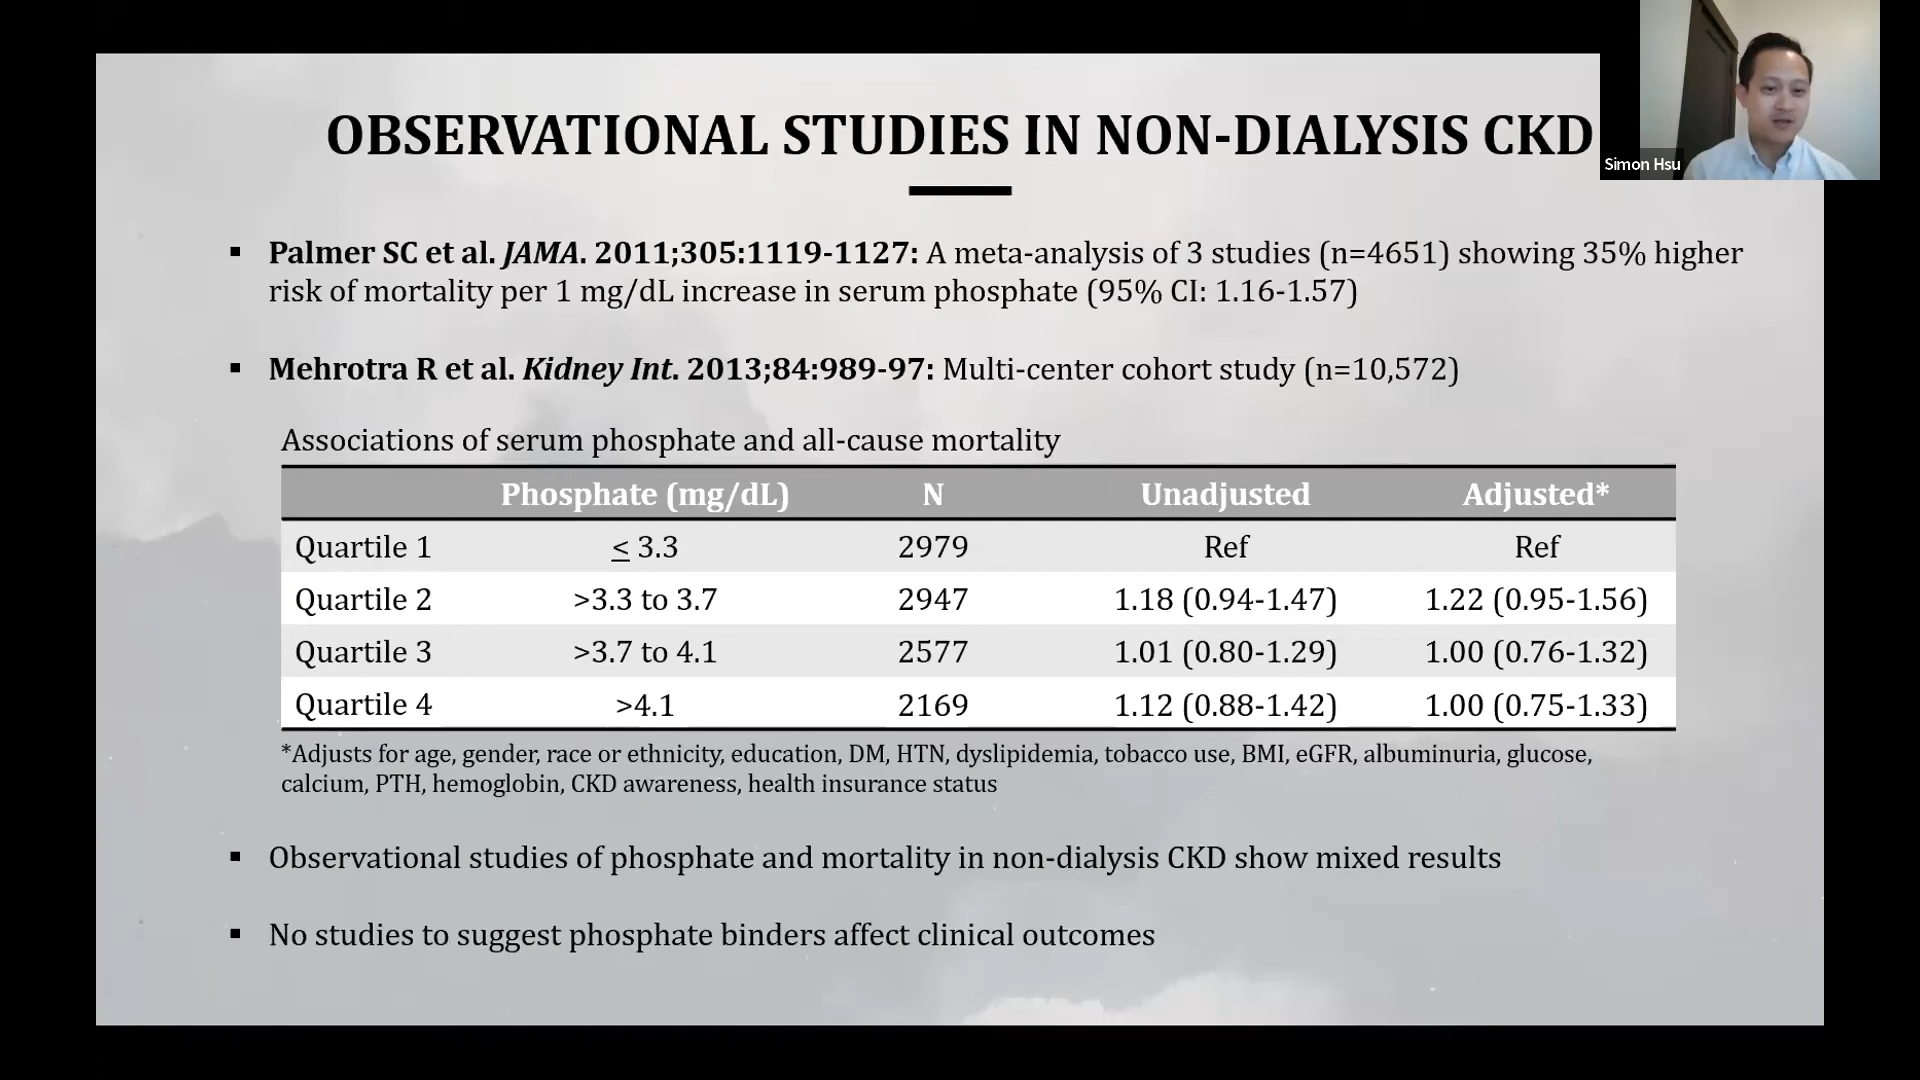 OBSERVATIONAL STUDIES IN NON-DIALYSIS CKD
Simon Hsu
▪ Palmer SC et al. JAMA. 2011;305:1119-1127: A meta-analysis of 3 studies (n=4651) showing 35% higher
risk of mortality per 1 mg/dL increase in serum phosphate (95% CI: 1.16-1.57)
▪ Mehrotra R et al. Kidney Int. 2013;84:989-97: Multi-center cohort study (n=10,572)
Associations of serum phosphate and all-cause mortality
Phosphate (mg/dL) N Unadjusted Adjusted*
Quartile 1 ≤ 3.3 2979 Ref Ref
Quartile 2 >3.3 to 3.7 2947 1.18 (0.94-1.47) 1.22 (0.95-1.56)
Quartile 3 >3.7 to 4.1 2577 1.01 (0.80-1.29) 1.00 (0.76-1.32)
Quartile 4 >4.1 2169 1.12 (0.88-1.42) 1.00 (0.75-1.33)
*Adjusts for age, gender, race or ethnicity, education, DM, HTN, dyslipidemia, tobacco use, BMI, eGFR, albuminuria, glucose,
calcium, PTH, hemoglobin, CKD awareness, health insurance status
▪ Observational studies of phosphate and mortality in non-dialysis CKD show mixed results
▪ No studies to suggest phosphate binders affect clinical outcomes